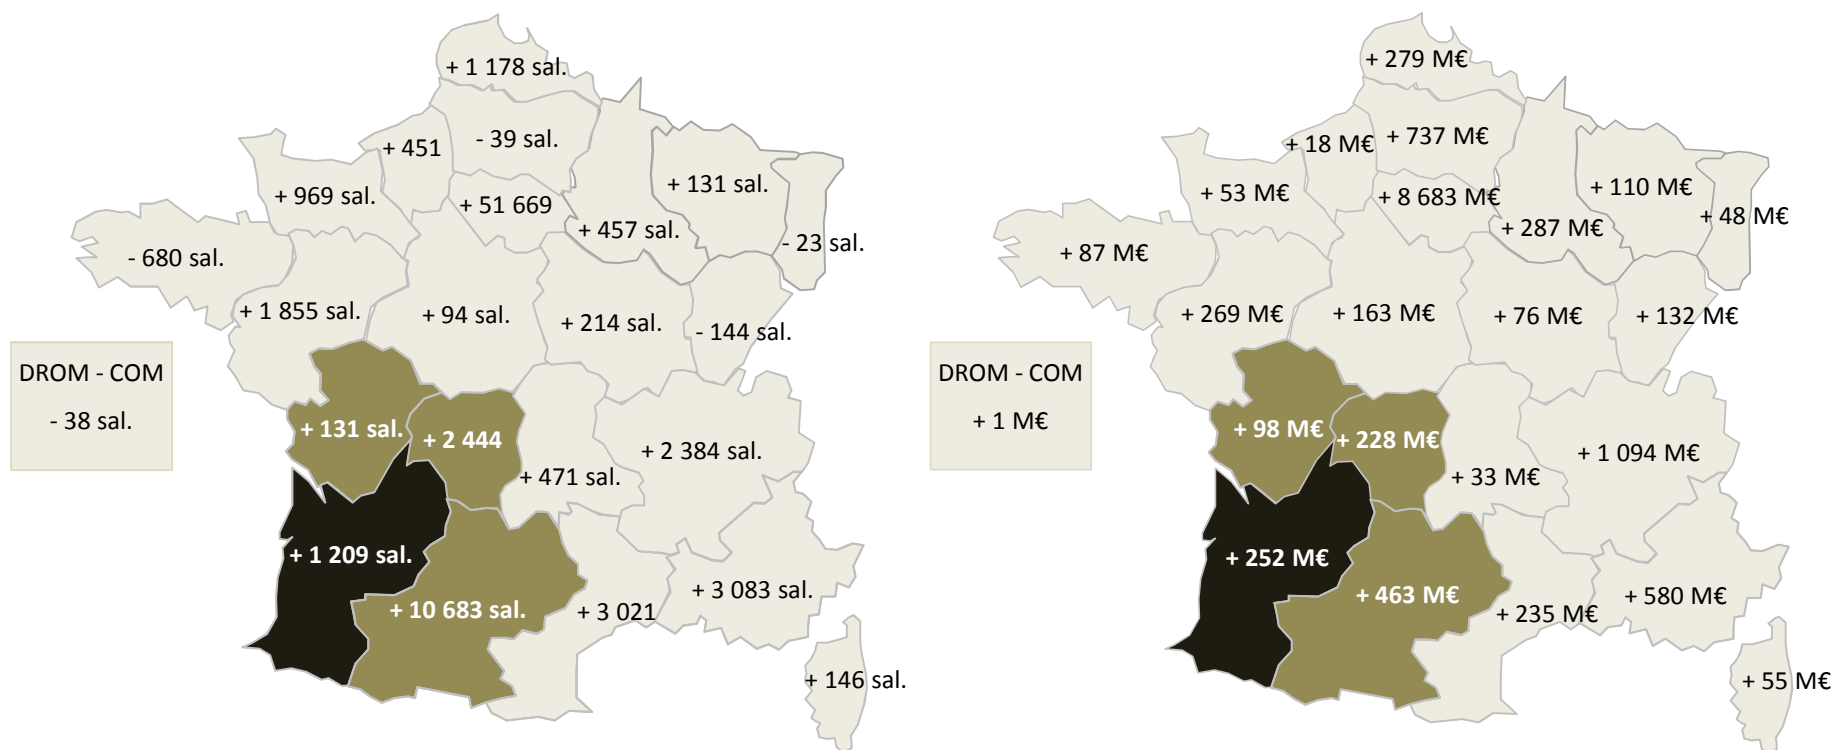 + 1 178 sal.
- 39 sal.
+ 451
+ 131 sal.
+ 969 sal.
+ 51 669
+ 457 sal.
- 23 sal.
- 680 sal.
+ 1 855 sal.
+ 94 sal.
+ 214 sal.
- 144 sal.
DROM - COM
- 38 sal.
+ 131 sal.
+ 2 444
+ 2 384 sal.
+ 471 sal.
+ 1 209 sal.
+ 10 683 sal.
+ 3 021
+ 3 083 sal.
+ 146 sal.
+ 279 M€
+ 737 M€
+ 18 M€
+ 110 M€
+ 53 M€
+ 8 683 M€
+ 48 M€
+ 287 M€
+ 87 M€
+ 269 M€
+ 163 M€
+ 76 M€
+ 132 M€
DROM - COM
+ 1 M€
+ 98 M€
+ 228 M€
+ 1 094 M€
+ 33 M€
+ 252 M€
+ 463 M€
+ 235 M€
+ 580 M€
+ 55 M€